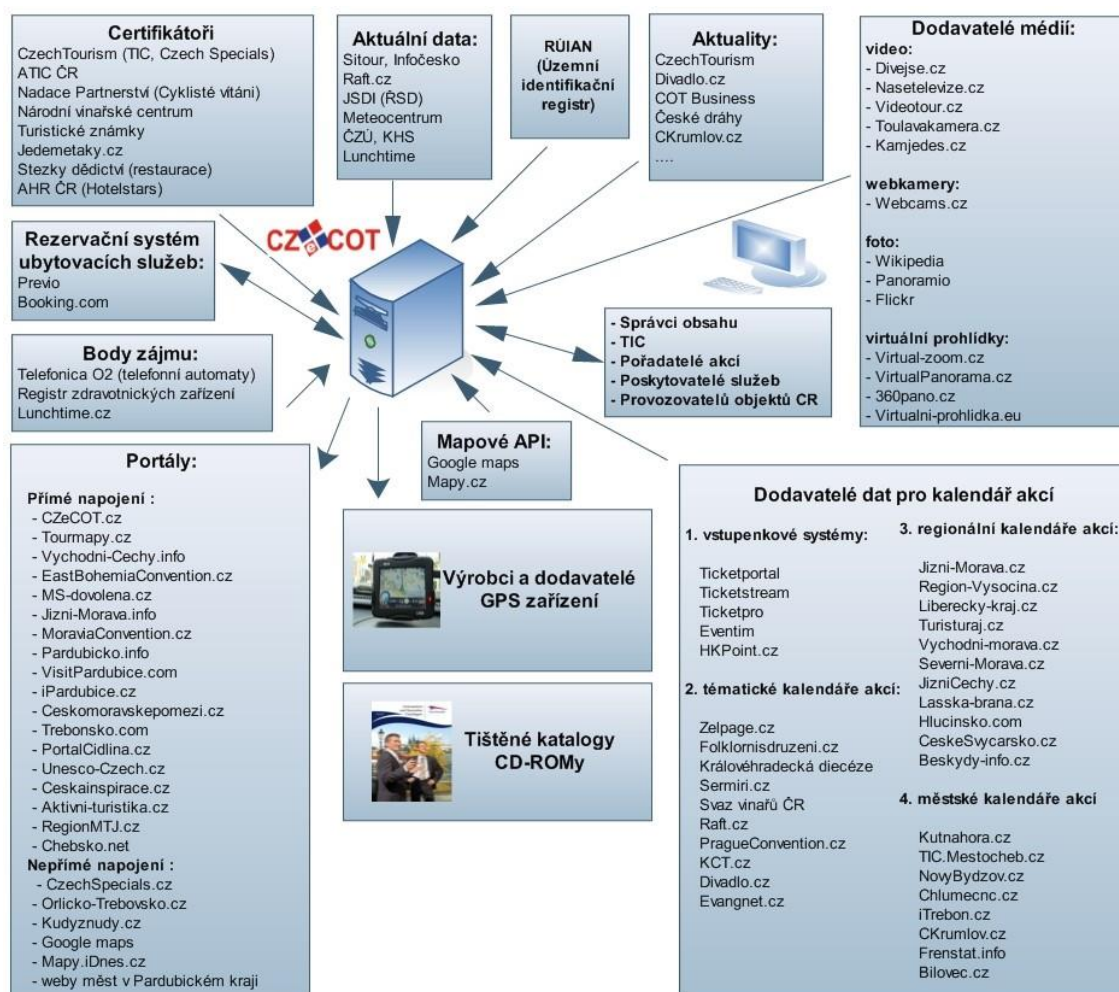 Certifikátoři
CzechTourism (TIC, Czech Specials)
ATIC ČR
Nadace Partnerství (Cyklisté vítáni)
Národní vinařské centrum
Turistické známky
Jedemetaky.cz
Stezky dědictví (restaurace)
AHR ČR (Hotelstars)
Aktuální data:
Sitour, Infočesko
Raft.cz
JSDI (ŘSD)
Meteocentrum
ČZÚ, KHS
Lunchtime
RÚIAN
(Územní
identifikační
registr)
Aktuality:
CzechTourism
Divadlo.cz
COT Business
České dráhy
CKrumlov.cz
....
Dodavatelé médií:
video:
- Divejse.cz
- Nasetelevize.cz
- Videotour.cz
- Toulavakamera.cz
- Kamjedes.cz
webkamery:
- Webcams.cz
foto:
- Wikipedia
- Panoramio
- Flickr
virtuální prohlídky:
- Virtual-zoom.cz
- VirtualPanorama.cz
- 360pano.cz
- Virtualni-prohlidka.eu
CZeCOT
Rezervační systém
ubytovacích služeb:
Previo
Booking.com
- Správci obsahu
- TIC
- Pořadatelé akcí
- Poskytovatelé služeb
- Provozovatelů objektů CR
Body zájmu:
Telefonica O2 (telefonní automaty)
Registr zdravotnických zařízení
Lunchtime.cz
Mapové API:
Google maps
Mapy.cz
Portály:
Přímé napojení :
- CZeCOT.cz
- Tourmapy.cz
- Vychodni-Cechy.info
- EastBohemiaConvention.cz
- MS-dovolena.cz
- Jizni-Morava.info
- MoraviaConvention.cz
- Pardubicko.info
- VisitPardubice.com
- iPardubice.cz
- Ceskomoravskepomezi.cz
- Trebonsko.com
- PortalCidlina.cz
- Unesco-Czech.cz
- Ceskainspirace.cz
- Aktivni-turistika.cz
- RegionMTJ.cz
- Chebsko.net
Nepřímé napojení :
- CzechSpecials.cz
- Orlicko-Trebovsko.cz
- Kudyznudy.cz
- Google maps
- Mapy.iDnes.cz
- weby měst v Pardubickém kraji
Výrobci a dodavatelé
GPS zařízení
Tištěné katalogy
CD-ROMy
Dodavatelé dat pro kalendář akcí
1. vstupenkové systémy:
Ticketportal
Ticketstream
Ticketpro
Eventim
HKPoint.cz
2. tématické kalendáře akcí:
Zelpage.cz
Folklornisdruzeni.cz
Královéhradecká diecéze
Sermiri.cz
Svaz vinařů ČR
Raft.cz
PragueConvention.cz
KCT.cz
Divadlo.cz
Evangnet.cz
3. regionální kalendáře akcí:
Jizni-Morava.cz
Region-Vysocina.cz
Liberecky-kraj.cz
Turisturaj.cz
Vychodni-morava.cz
Severni-Morava.cz
JizniCechy.cz
Lasska-brana.cz
Hlucinsko.com
CeskeSvycarsko.cz
Beskydy-info.cz
4. městské kalendáře akcí
Kutnahora.cz
TIC.Mestocheb.cz
NovyBydzov.cz
Chlumecnc.cz
iTrebon.cz
CKrumlov.cz
Frenstat.info
Bilovec.cz